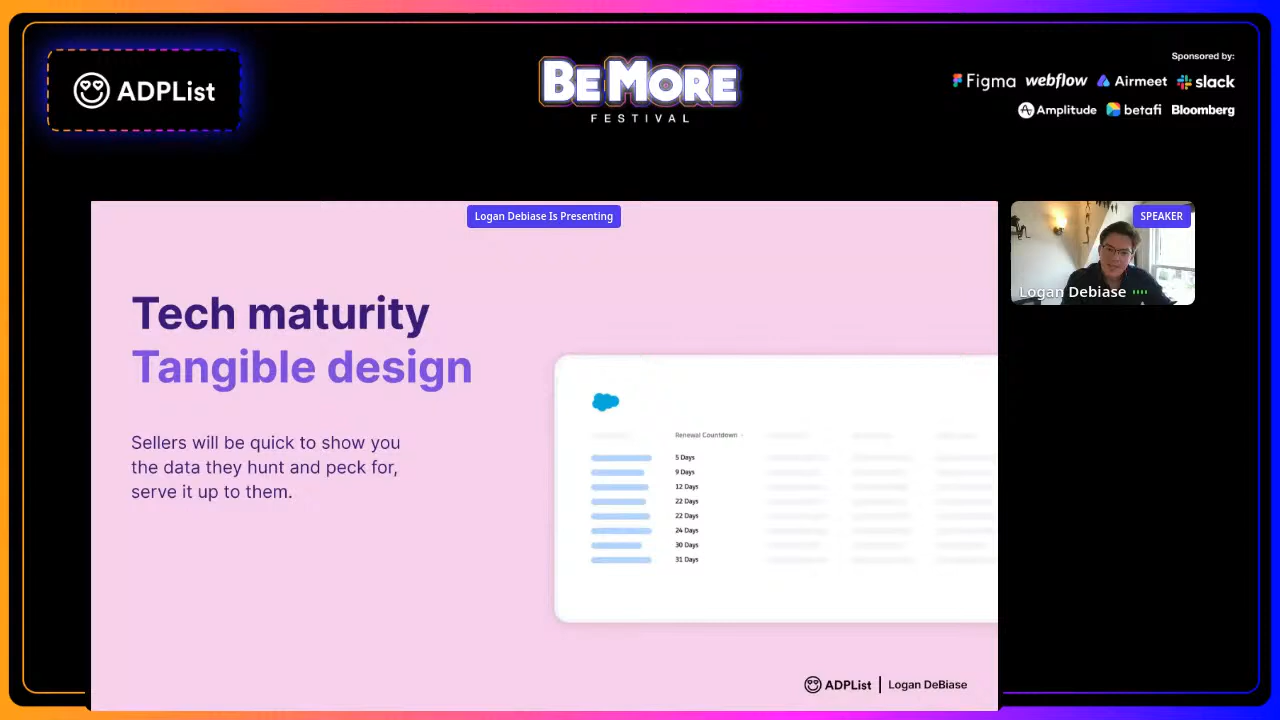 ADPList
BE MORE
FESTIVAL
Sponsored by:
Figma webflow Airmeet slack
Amplitude betafi Bloomberg
Logan Debiase Is Presenting
SPEAKER
Logan Debiase
Tech maturity
Tangible design
Sellers will be quick to show you
the data they hunt and peck for,
serve it up to them.
Renewal Countdown
5 Days
9 Days
12 Days
22 Days
22 Days
24 Days
30 Days
31 Days
ADPList | Logan DeBiase